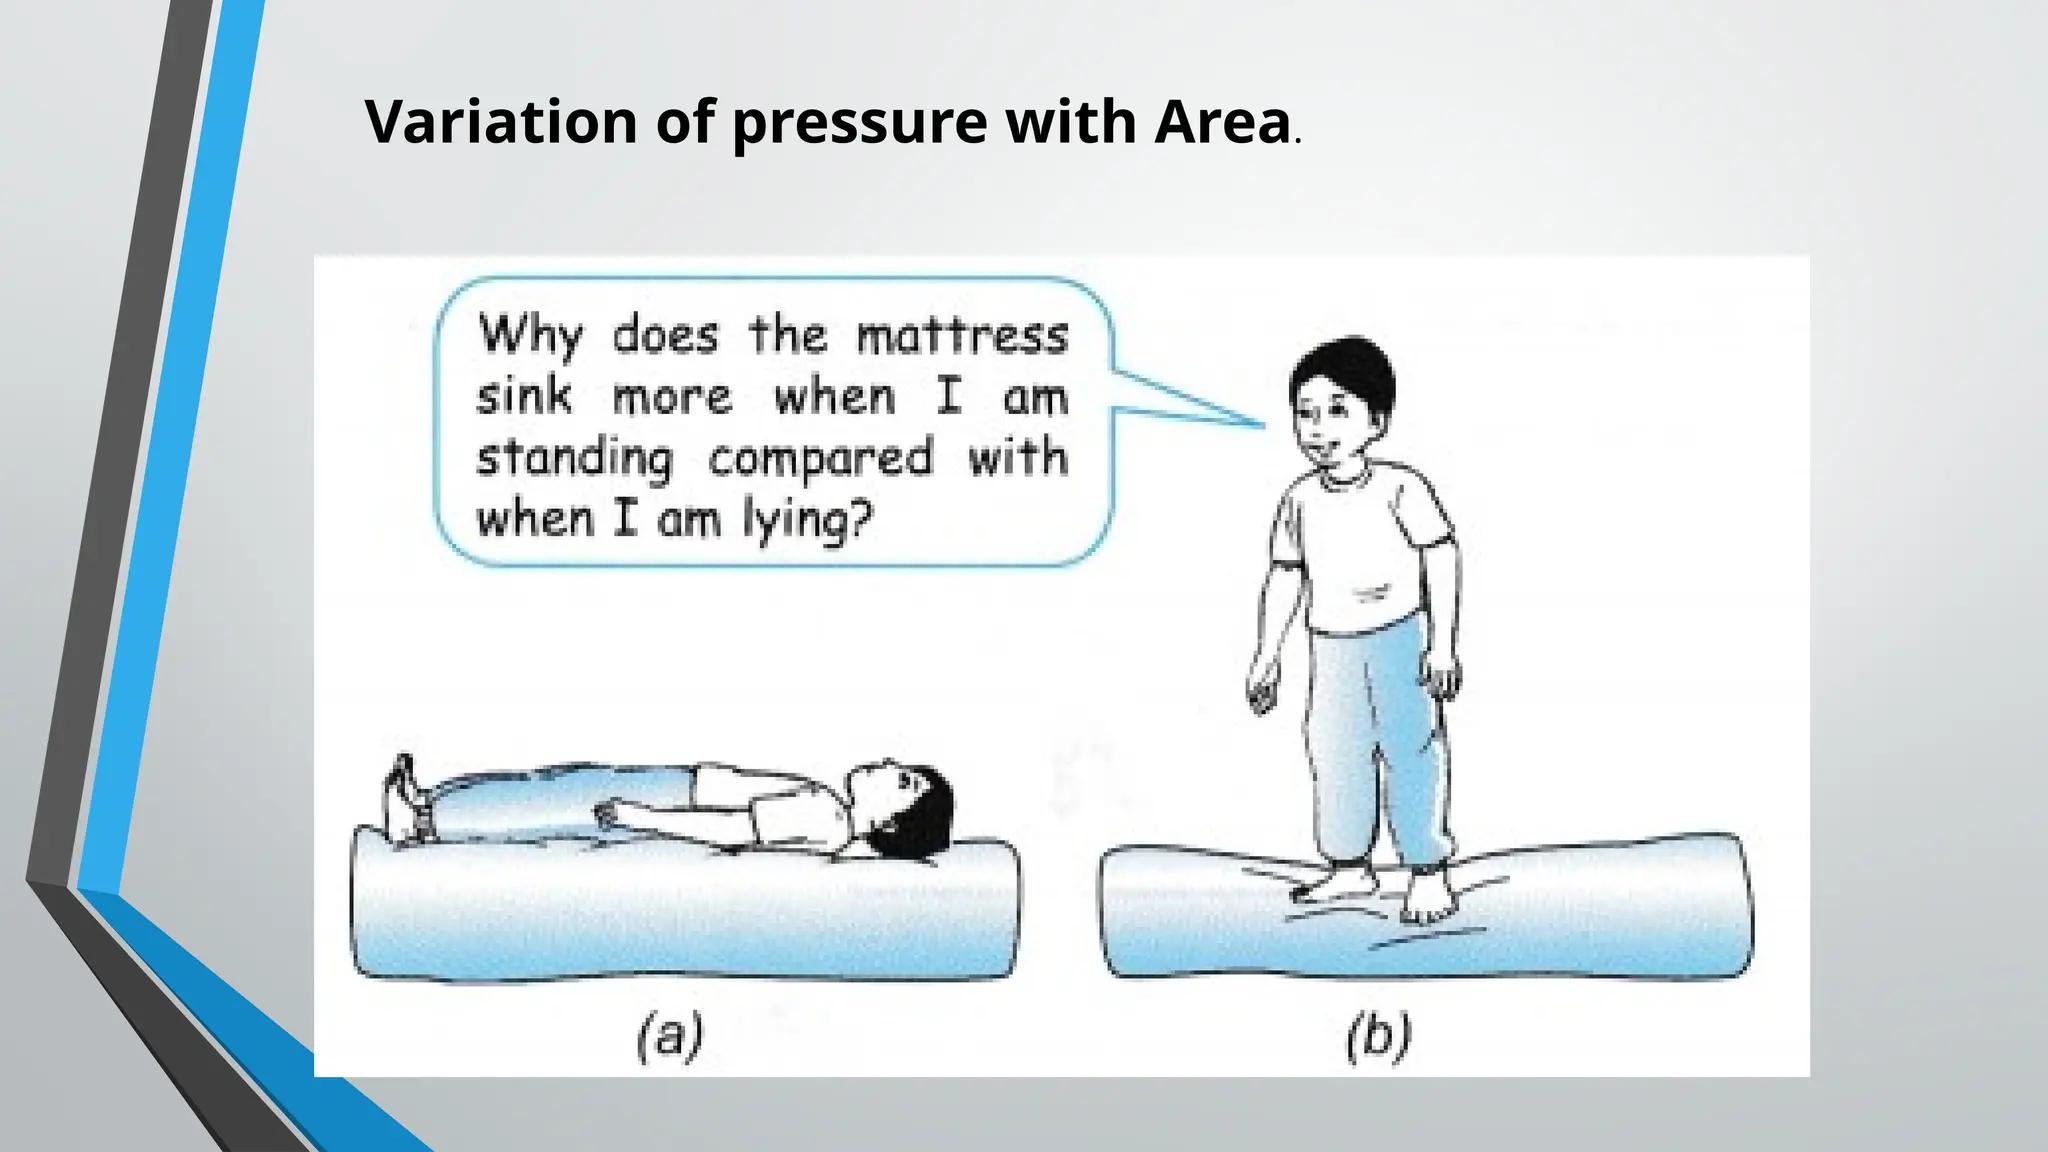 Variation of pressure with Area.
Why does the mattress
sink more when I am
standing compared with
when I am lying?
(a)
(b)